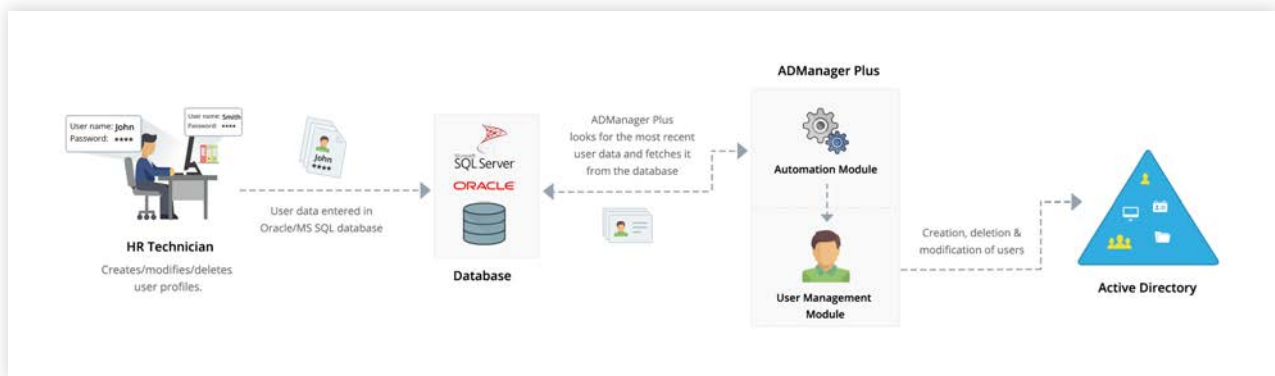 User name: John
Password: ****
User name: Smith
Password: ****
HR Technician
Creates/modifies/deletes
user profiles.
John
****
User data entered in
Oracle/MS SQL database
Microsoft
SQL Server
ORACLE
Database
ADManager Plus
looks for the most recent
user data and fetches it
from the database
ADManager Plus
Automation Module
User Management
Module
Creation, deletion &
modification of users
Active Directory